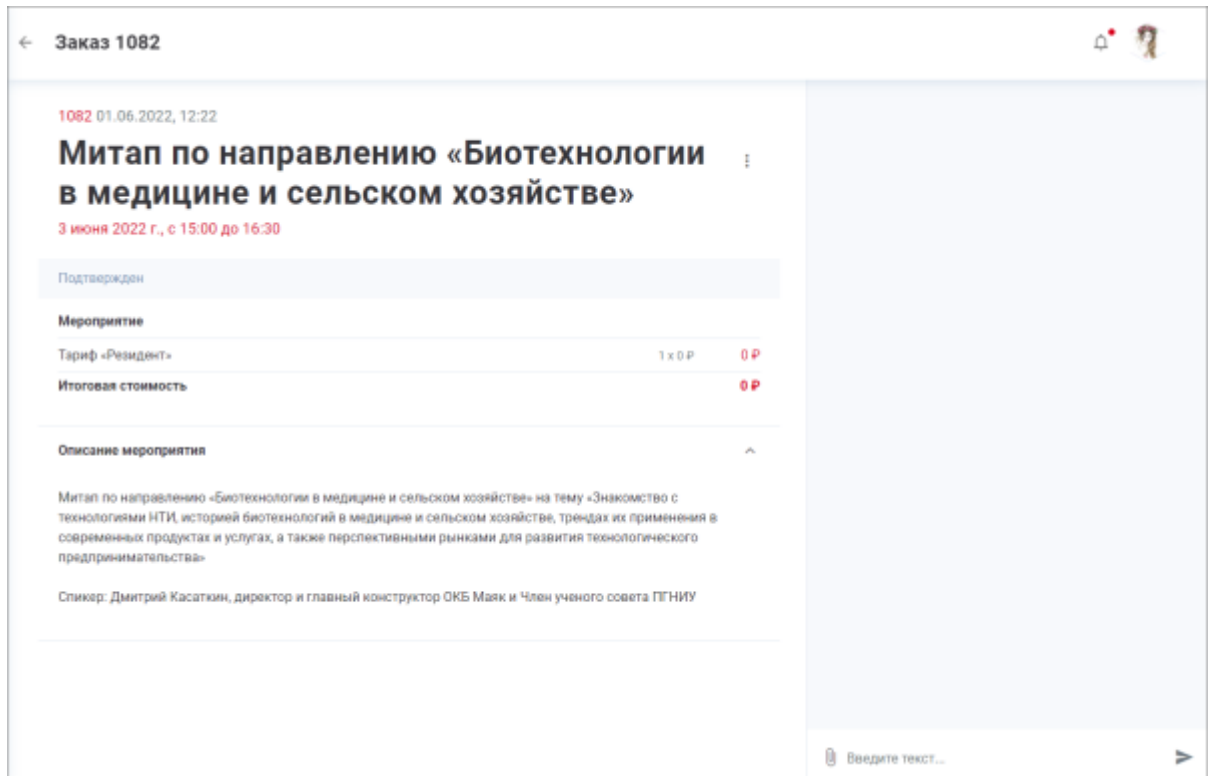 Заказ 1082
1082 01.06.2022, 12:22
Митап по направлению «Биотехнологии
в медицине и сельском хозяйстве»
3 июня 2022 г., с 15:00 до 16:30
Подтвержден
Мероприятие
Тариф «Резидент» 1 x 0 ₽ 0 ₽
Итоговая стоимость 0 ₽
Описание мероприятия
Митап по направлению «Биотехнологии в медицине и сельском хозяйстве» на тему «Знакомство с
технологиями НТИ, историей биотехнологий в медицине и сельском хозяйстве, трендах их применения в
современных продуктах и услугах, а также перспективными рынками для развития технологического
предпринимательства»
Спикер: Дмитрий Касаткин, директор и главный конструктор ОКБ Маяк и Член ученого совета ПГНИУ
Введите текст...